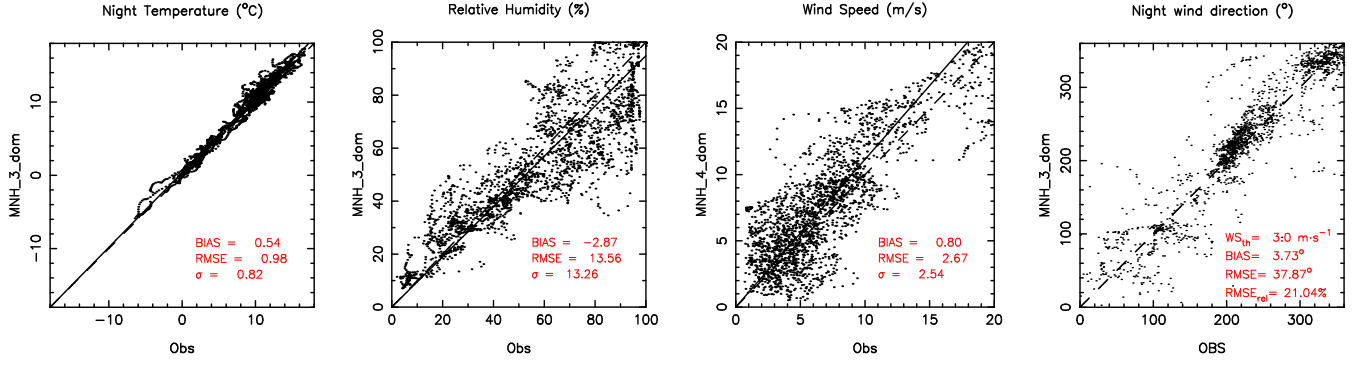 Night Temperature (°C)
MNH_3_dom
10
0
−10
BIAS = 0.54
RMSE = 0.98
σ = 0.82
−10 0 10
Obs
Relative Humidity (%)
MNH_3_dom
100
80
60
40
20
0
BIAS = −2.87
RMSE = 13.56
σ = 13.26
0 20 40 60 80 100
Obs
Wind Speed (m/s)
MNH_4_dom
20
15
10
5
0
BIAS = 0.80
RMSE = 2.67
σ = 2.54
0 5 10 15 20
Obs
Night wind direction (°)
MNH_3_dom
300
200
100
0
WSth= 3.0 m·s−1
BIAS= 3.73°
RMSE= 37.87°
RMSErel= 21.04%
0 100 200 300
OBS